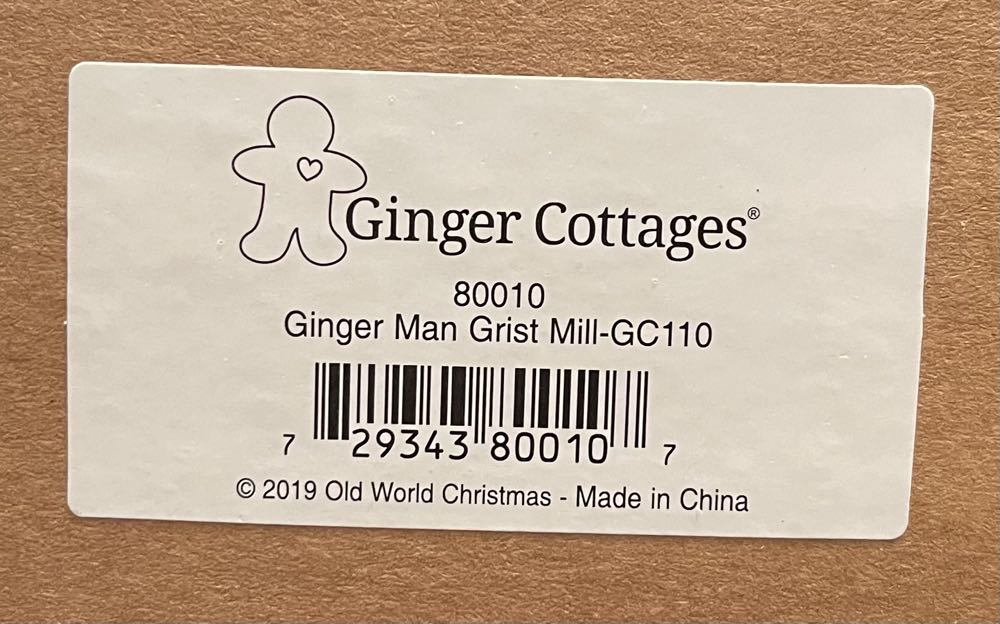 Ginger Cottages®
80010
Ginger Man Grist Mill-GC110
7 29343 80010 7
© 2019 Old World Christmas - Made in China